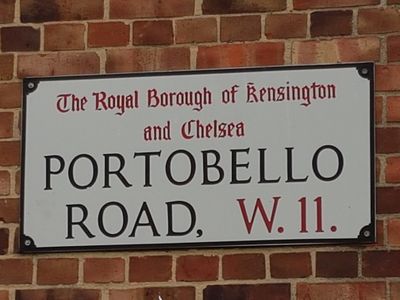 The Royal Borough of Kensington
and Chelsea
PORTOBELLO
ROAD, W.11.